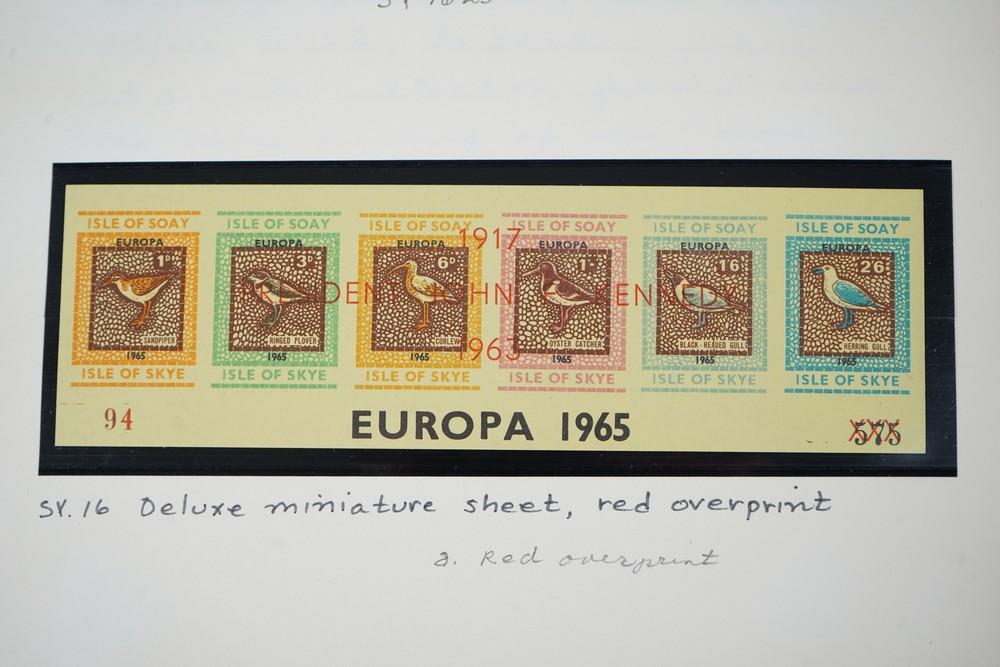 ISLE OF SOAY ISLE OF SOAY ISLE OF SOAY ISLE OF SOAY ISLE OF SOAY ISLE OF SOAY
1917
EUROPA EUROPA EUROPA EUROPA EUROPA EUROPA
1D 3D 6D 1'- 1'6 2'6
PRESIDENT JOHN KENNEDY
SANDPIPER RINGED PLOVER CURLEW OYSTER CATCHER BLACK-HEADED GULL HERRING GULL
1963
1965 1965 1965 1965 1965 1965
ISLE OF SKYE ISLE OF SKYE ISLE OF SKYE ISLE OF SKYE ISLE OF SKYE ISLE OF SKYE
94
EUROPA 1965
575
XXX
SY. 16 Deluxe miniature sheet, red overprint
a. Red overprint